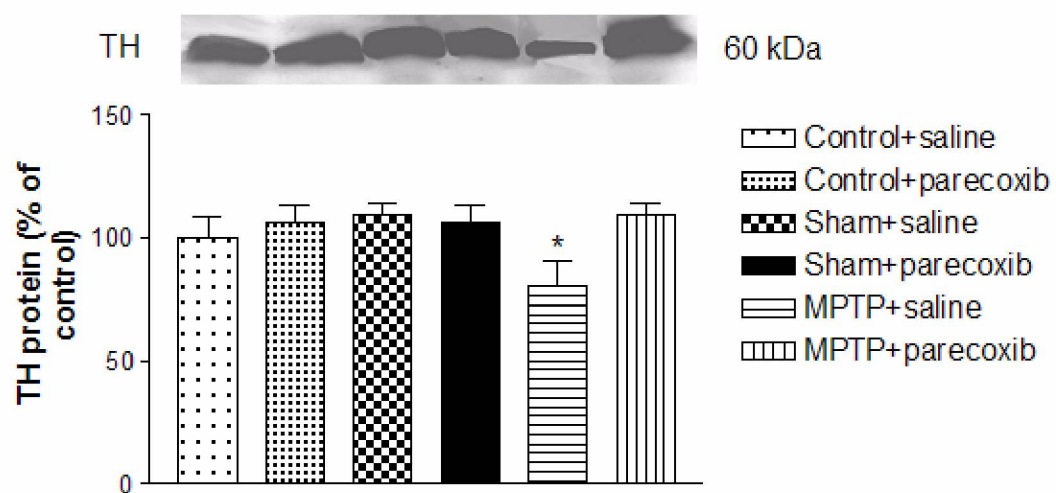 TH
60 kDa
150
100
50
0
TH protein (% of
control)
*
Control+saline
Control+parecoxib
Sham+saline
Sham+parecoxib
MPTP+saline
MPTP+parecoxib